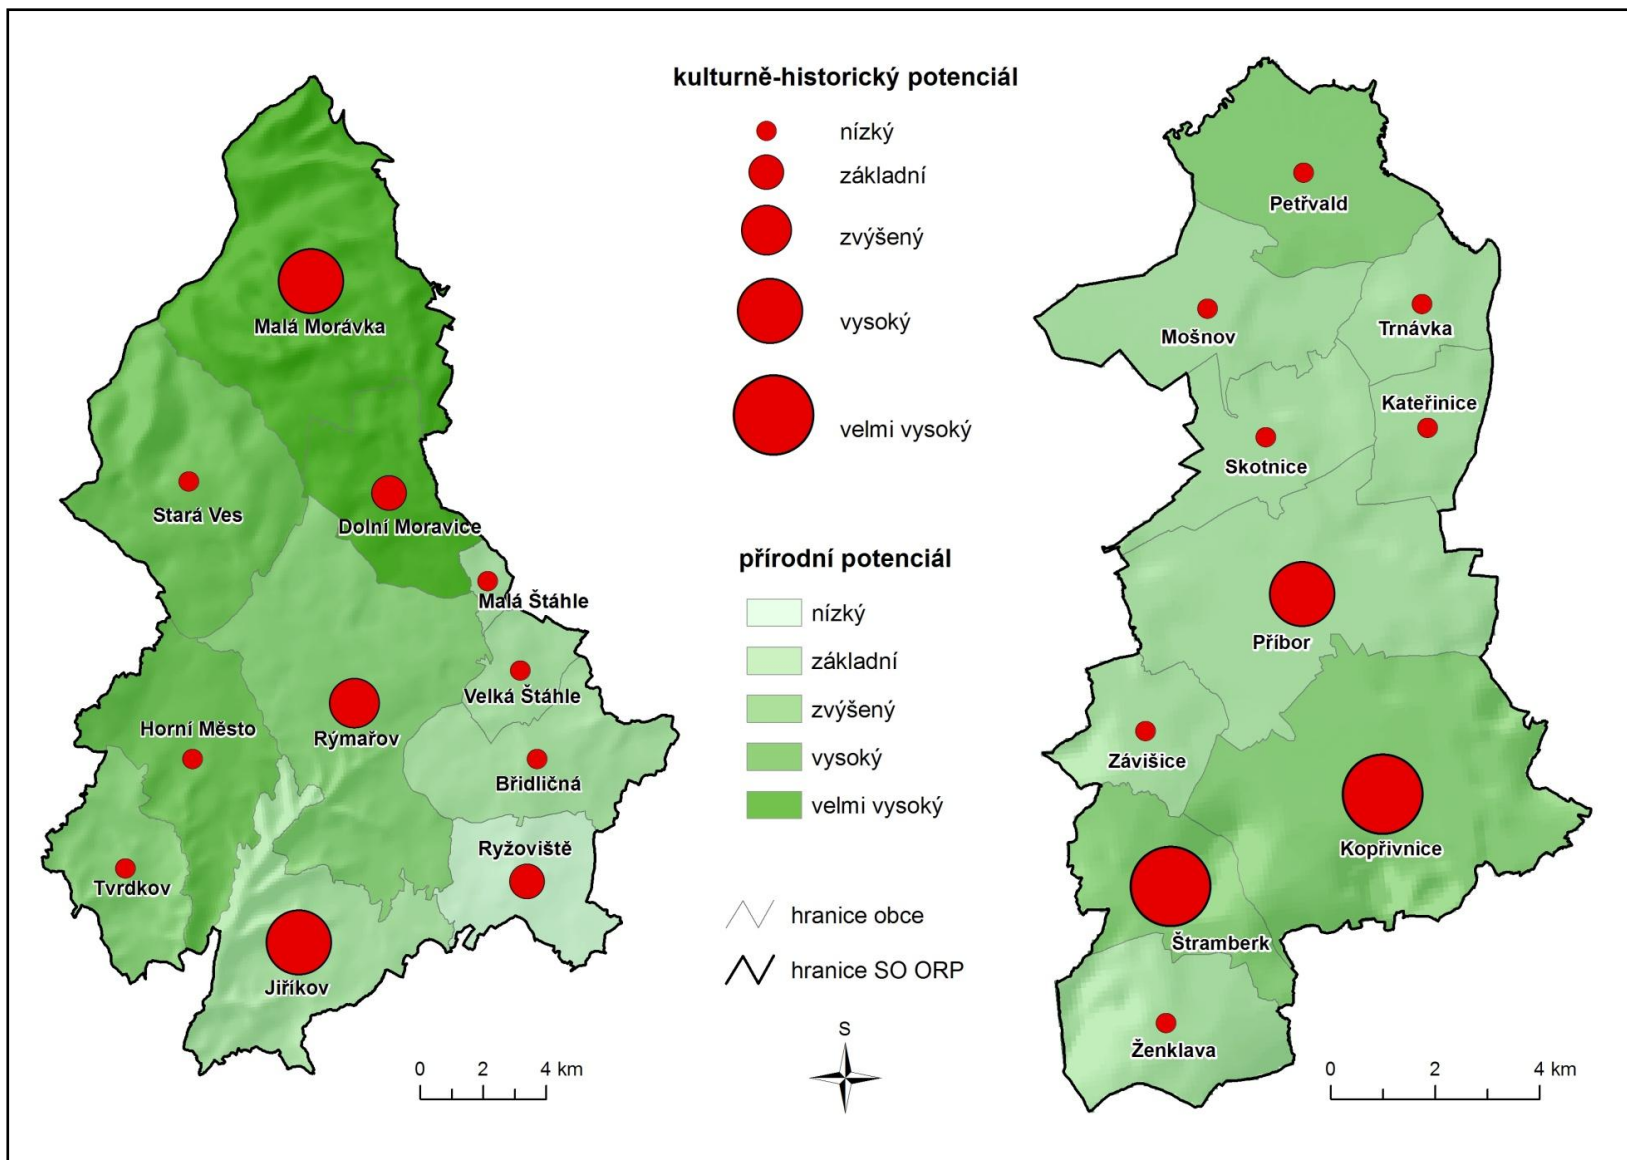 kulturně-historický potenciál
nízký
základní
zvýšený
vysoký
velmi vysoký
přírodní potenciál
nízký
základní
zvýšený
vysoký
velmi vysoký
hranice obce
hranice SO ORP
S
Malá Morávka
Stará Ves
Dolní Moravice
Malá Štáhle
Velká Štáhle
Horní Město
Rýmařov
Břidličná
Ryžoviště
Tvrdkov
Jiříkov
0 2 4 km
Petřvald
Mošnov
Trnávka
Kateřinice
Skotnice
Příbor
Závišice
Kopřivnice
Štramberk
Ženklava
0 2 4 km